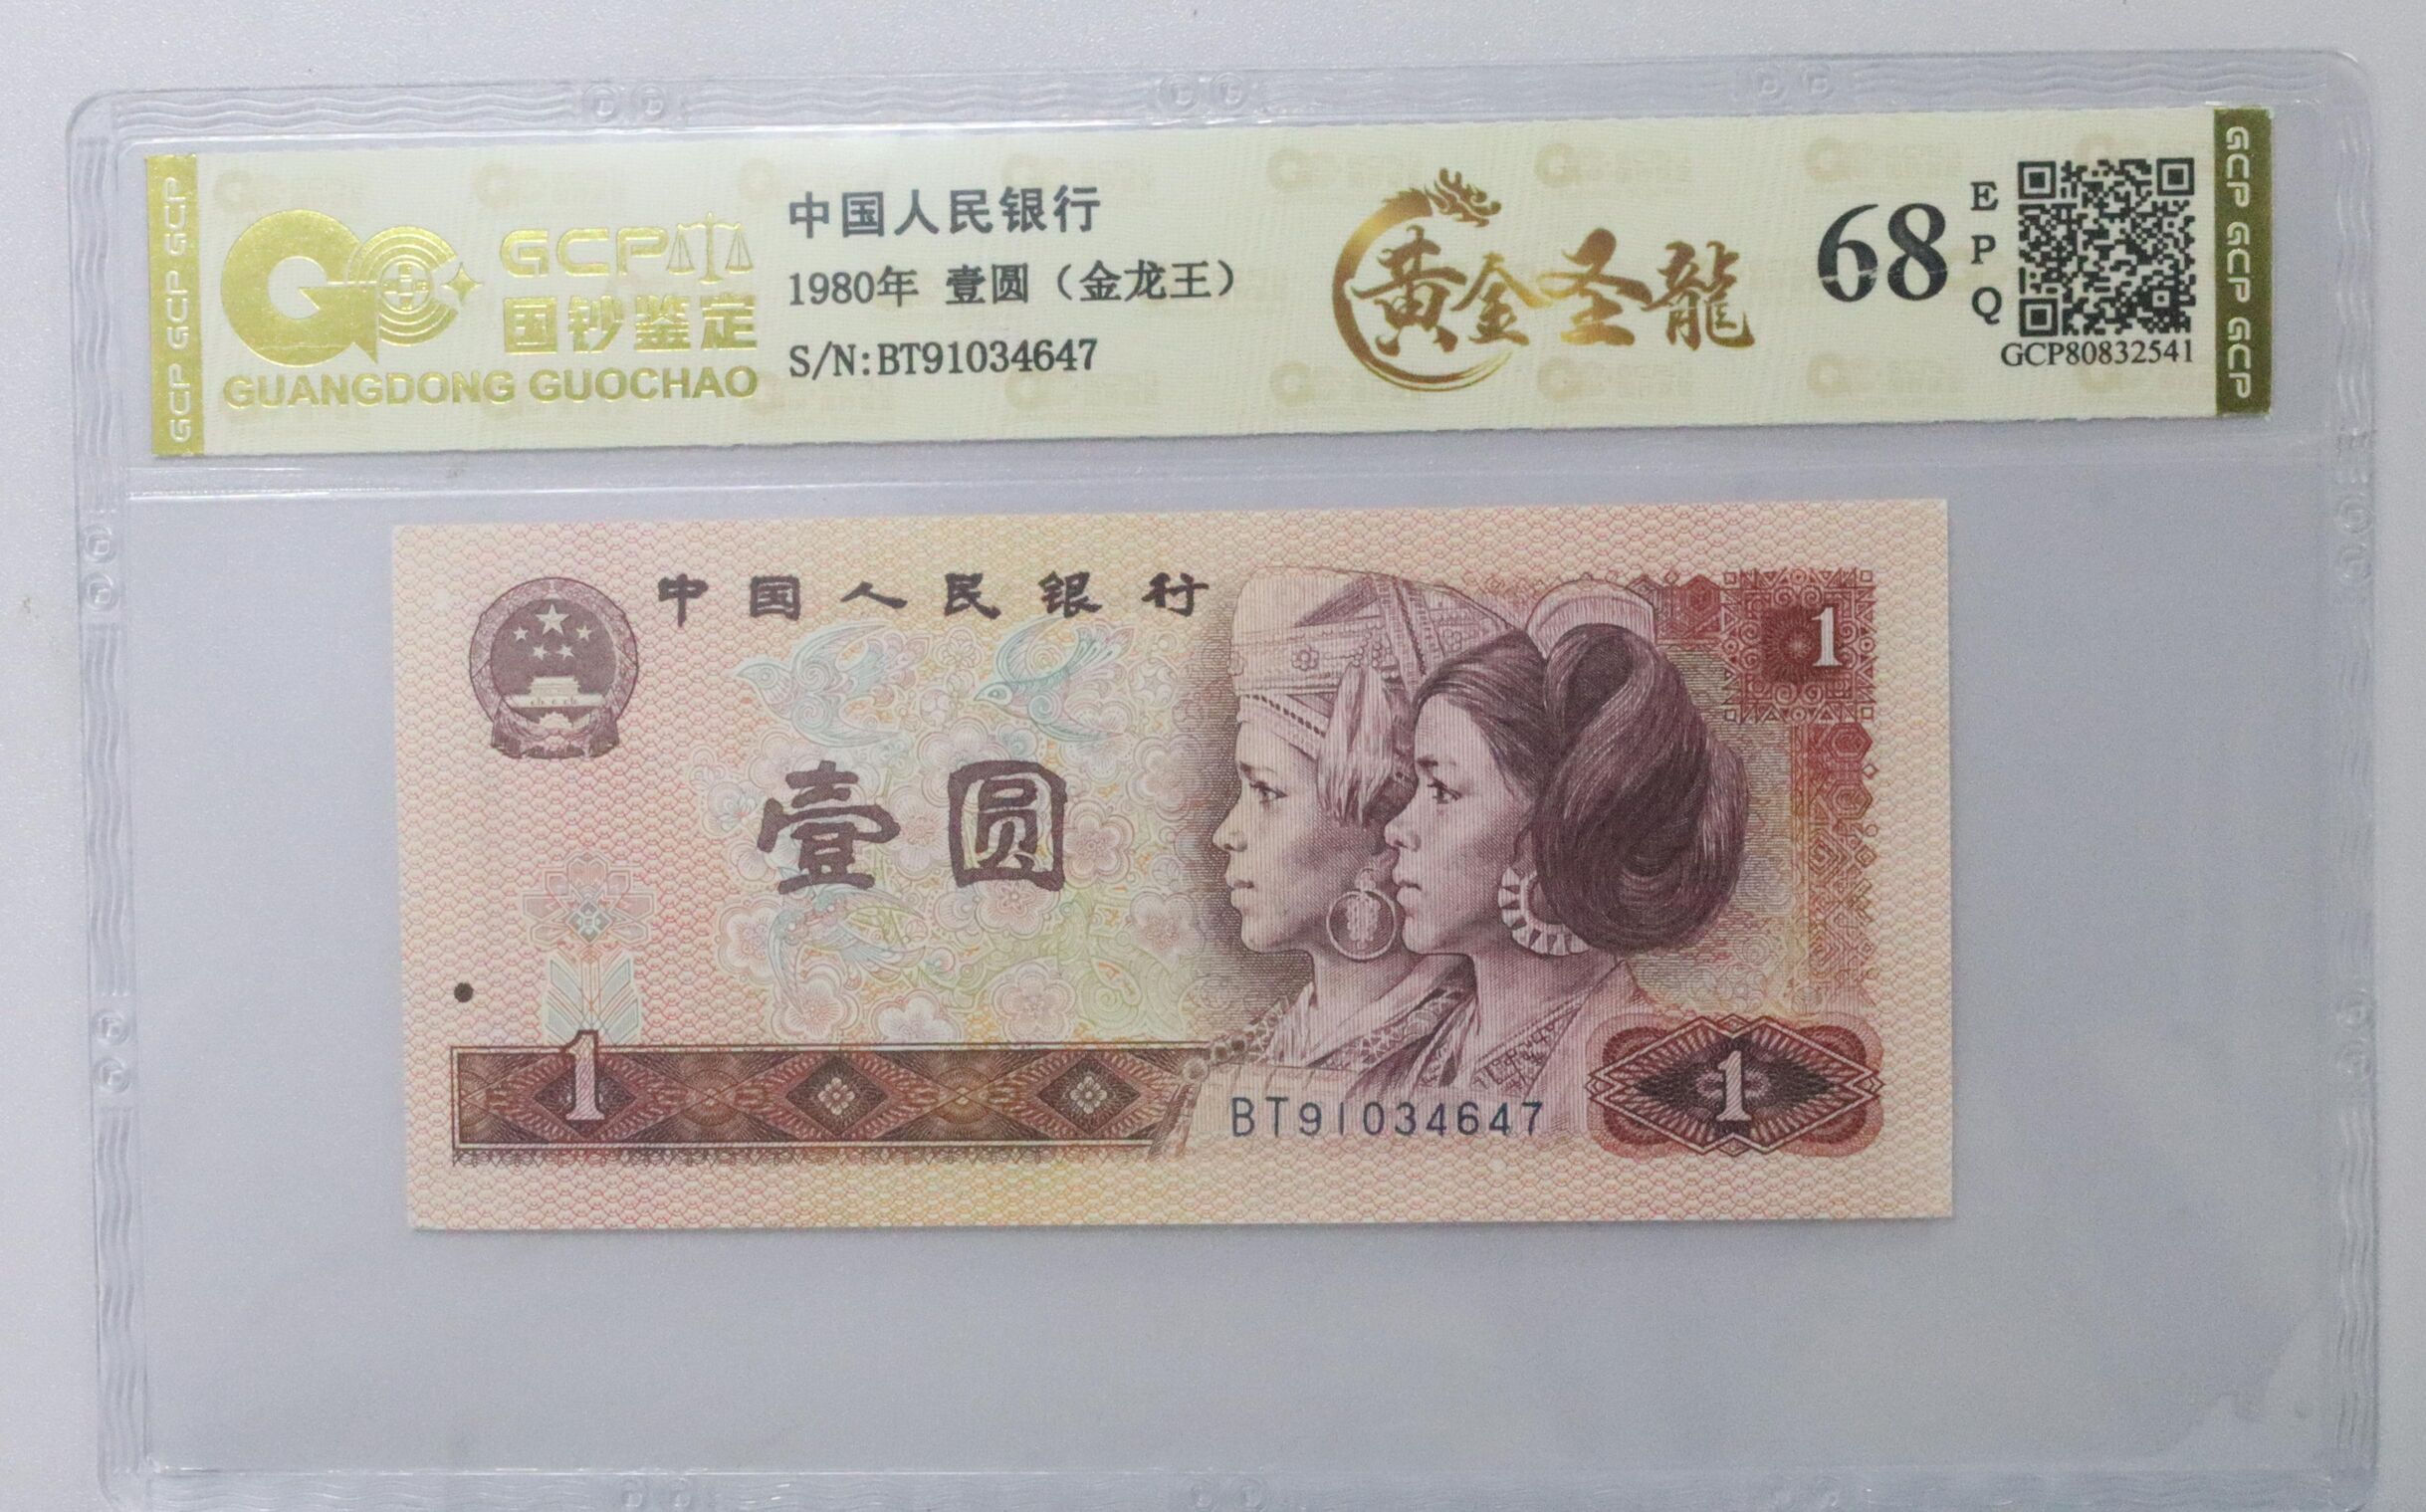 GCP GCP GCP
GCP
国钞鉴定
GUANGDONG GUOCHAO
中国人民银行
1980年 壹圆（金龙王）
S/N:BT91034647
黄金圣龍
68
E
P
Q
GCP80832541
GCP GCP GCP
中国人民银行
1
壹圆
1
BT91034647
1